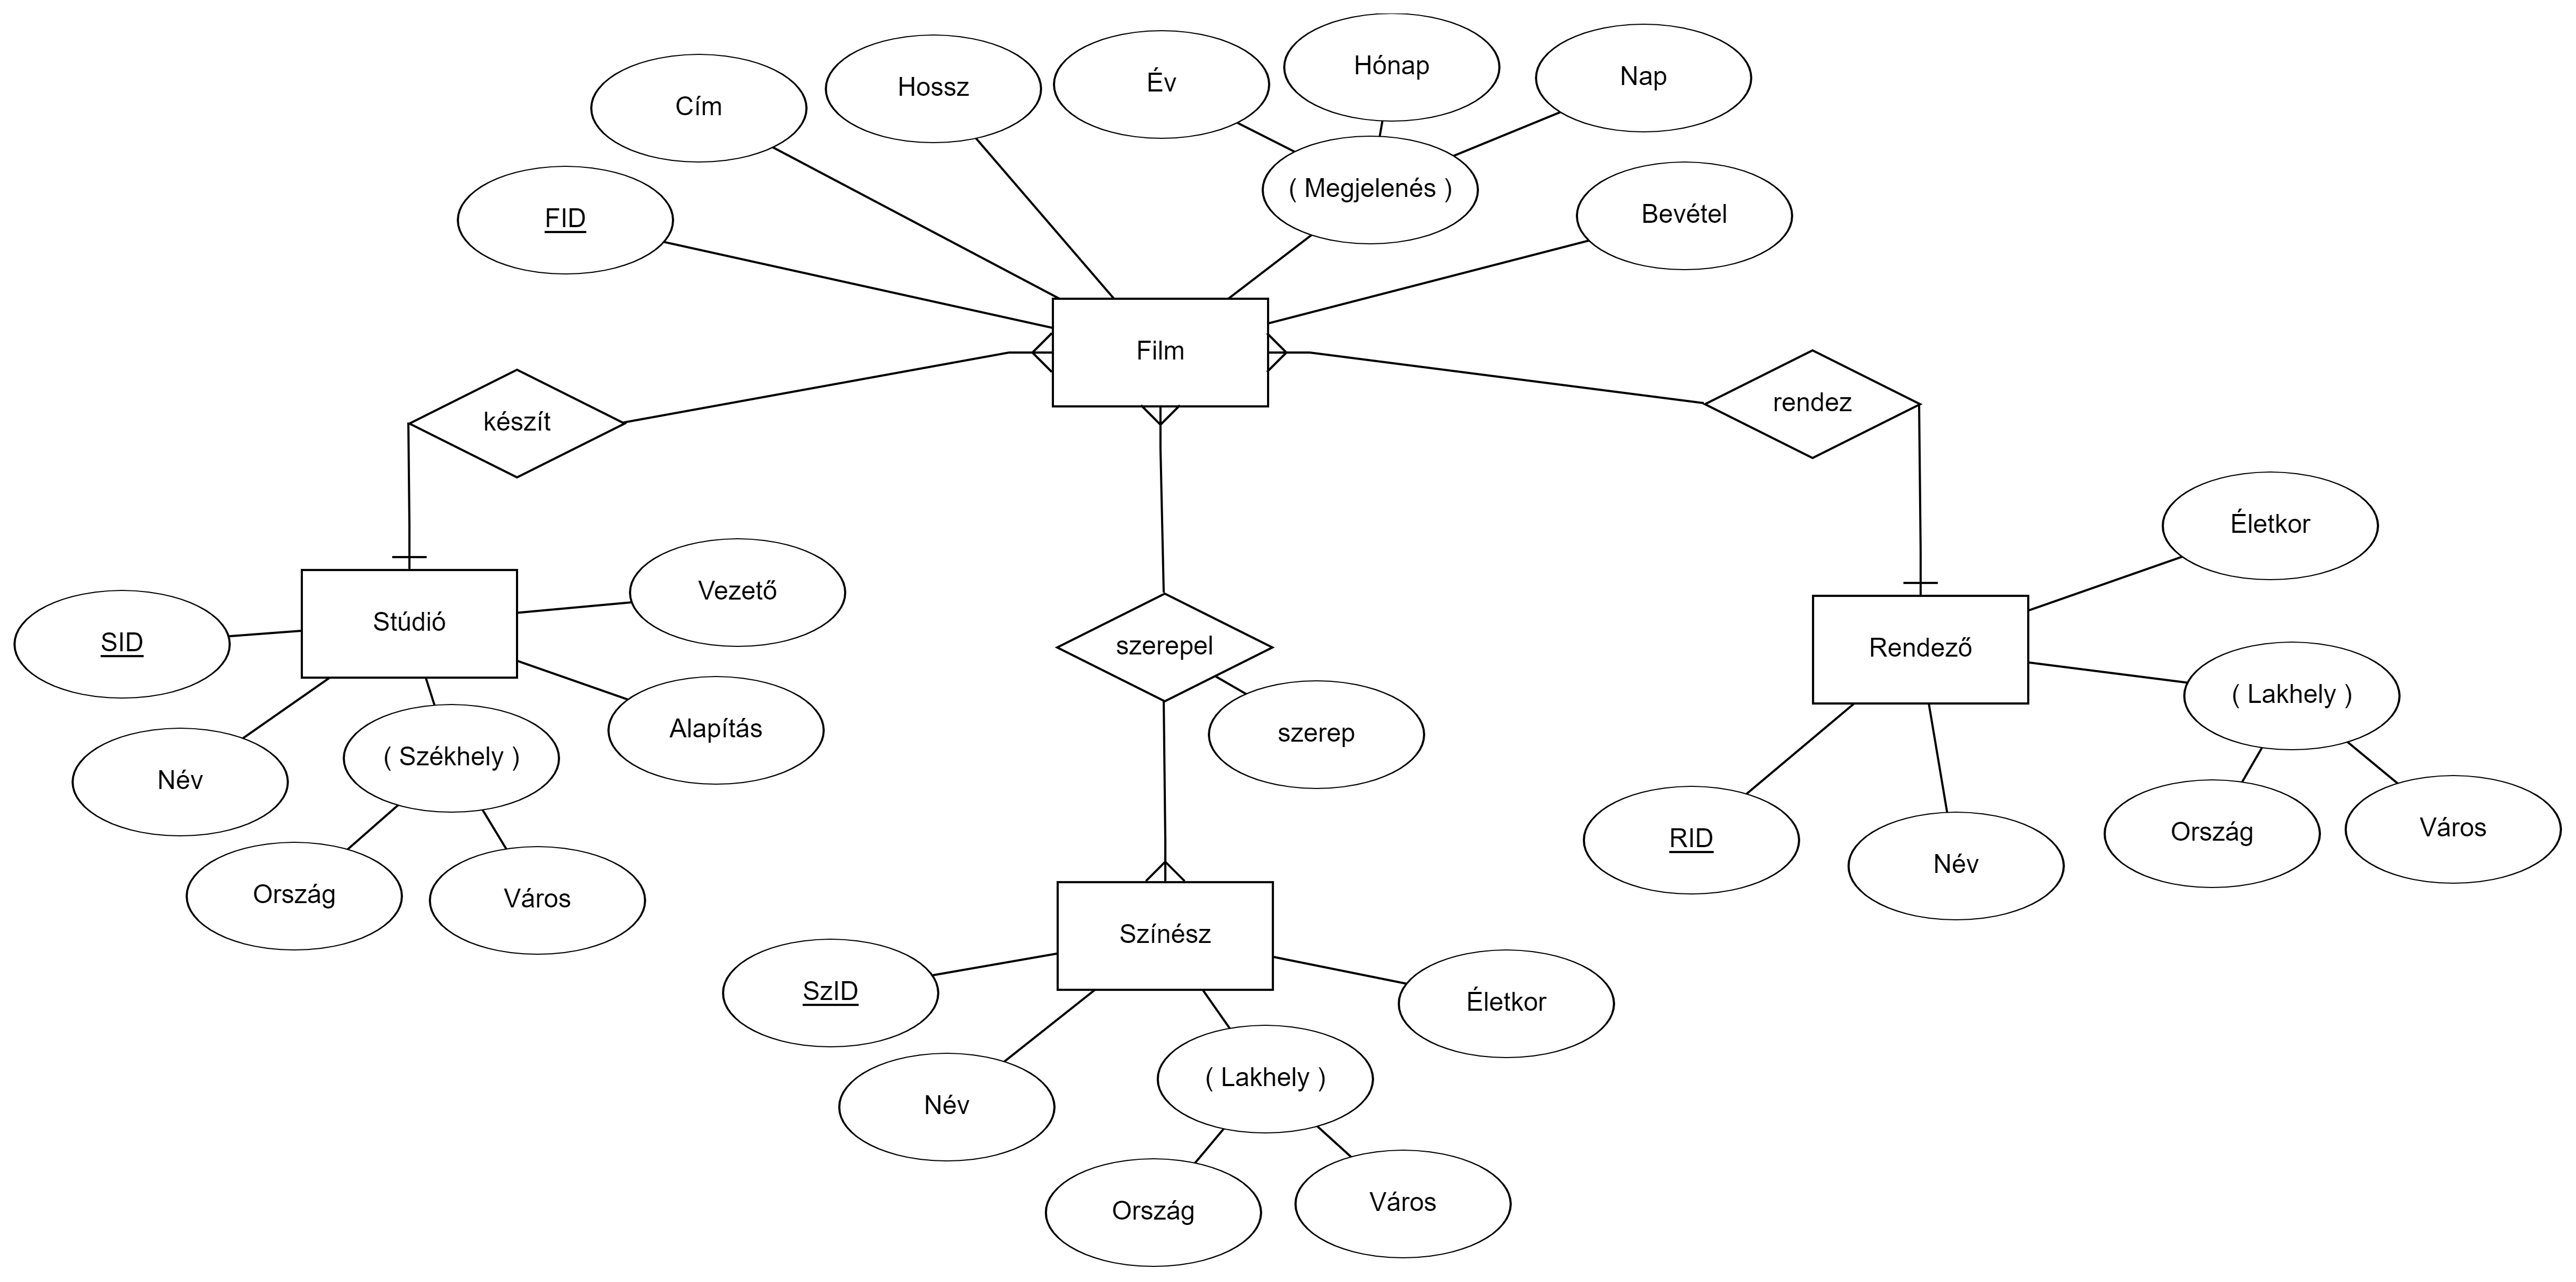 Hónap
Nap
Év
Hossz
Cím
( Megjelenés )
Bevétel
FID
Film
rendez
készít
Életkor
Vezető
Stúdió
SID
szerepel
Rendező
( Lakhely )
Alapítás
szerep
( Székhely )
Név
Ország
Város
RID
Név
Ország
Város
Színész
SzID
Életkor
( Lakhely )
Név
Ország
Város